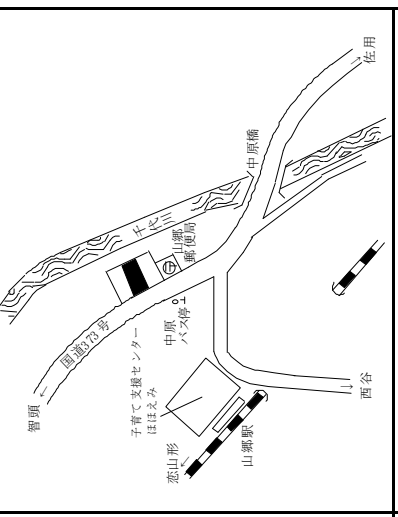 佐用
中原橋
千代川
山郷
郵便局
国道373号
中原
バス停
智頭
子育て支援センター
ほほえみ
恋山形
山郷駅
西谷